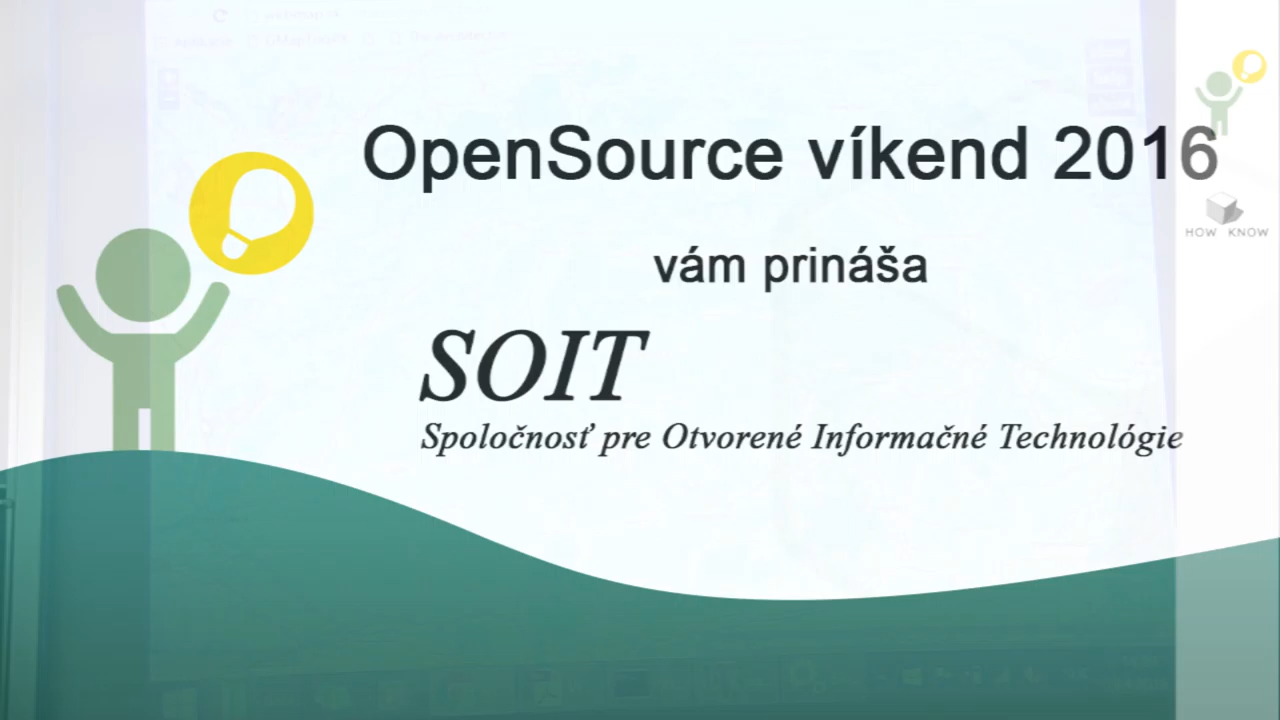 OpenSource víkend 2016
vám prináša
SOIT
Spoločnosť pre Otvorené Informačné Technológie
HOW KNOW